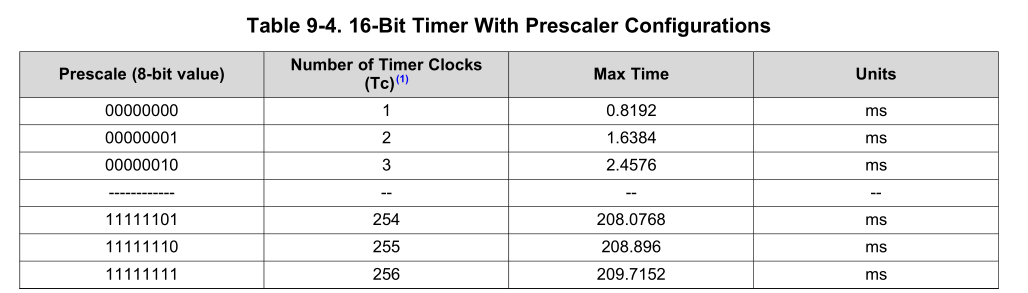 Table 9-4. 16-Bit Timer With Prescaler Configurations
Prescale (8-bit value) Number of Timer Clocks (Tc)(1) Max Time Units
00000000 1 0.8192 ms
00000001 2 1.6384 ms
00000010 3 2.4576 ms
------------ -- -- --
11111101 254 208.0768 ms
11111110 255 208.896 ms
11111111 256 209.7152 ms